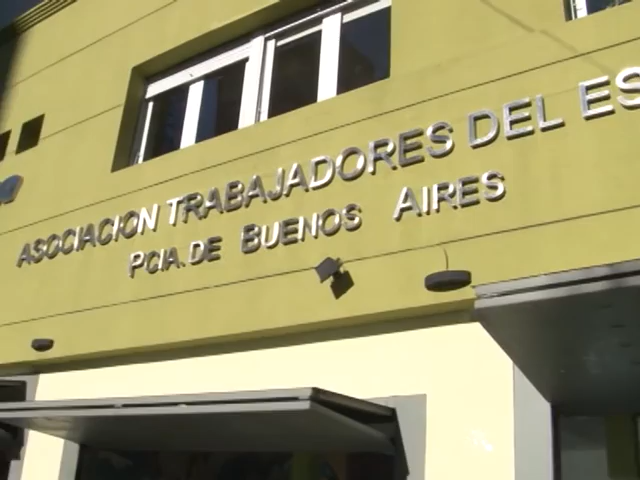 ASOCIACION TRABAJADORES DEL ES
PCIA. DE BUENOS AIRES